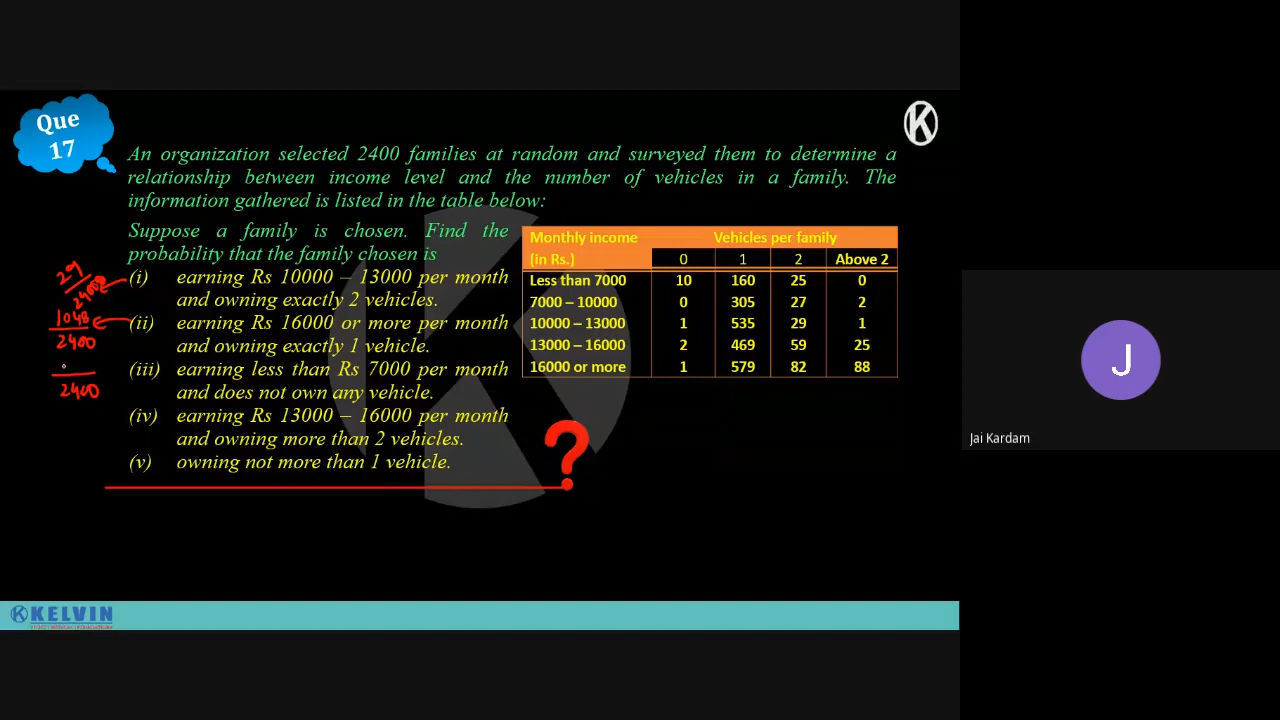 Que
17
An organization selected 2400 families at random and surveyed them to determine a
relationship between income level and the number of vehicles in a family. The
information gathered is listed in the table below:
Suppose a family is chosen. Find the
probability that the family chosen is
(i) earning Rs 10000 – 13000 per month
and owning exactly 2 vehicles.
(ii) earning Rs 16000 or more per month
and owning exactly 1 vehicle.
(iii) earning less than Rs 7000 per month
and does not own any vehicle.
(iv) earning Rs 13000 – 16000 per month
and owning more than 2 vehicles.
(v) owning not more than 1 vehicle.
29
2400
1048
2400
2400
Monthly income Vehicles per family
(in Rs.) 0 1 2 Above 2
Less than 7000 10 160 25 0
7000 – 10000 0 305 27 2
10000 – 13000 1 535 29 1
13000 – 16000 2 469 59 25
16000 or more 1 579 82 88
?
K
KELVIN
J
Jai Kardam